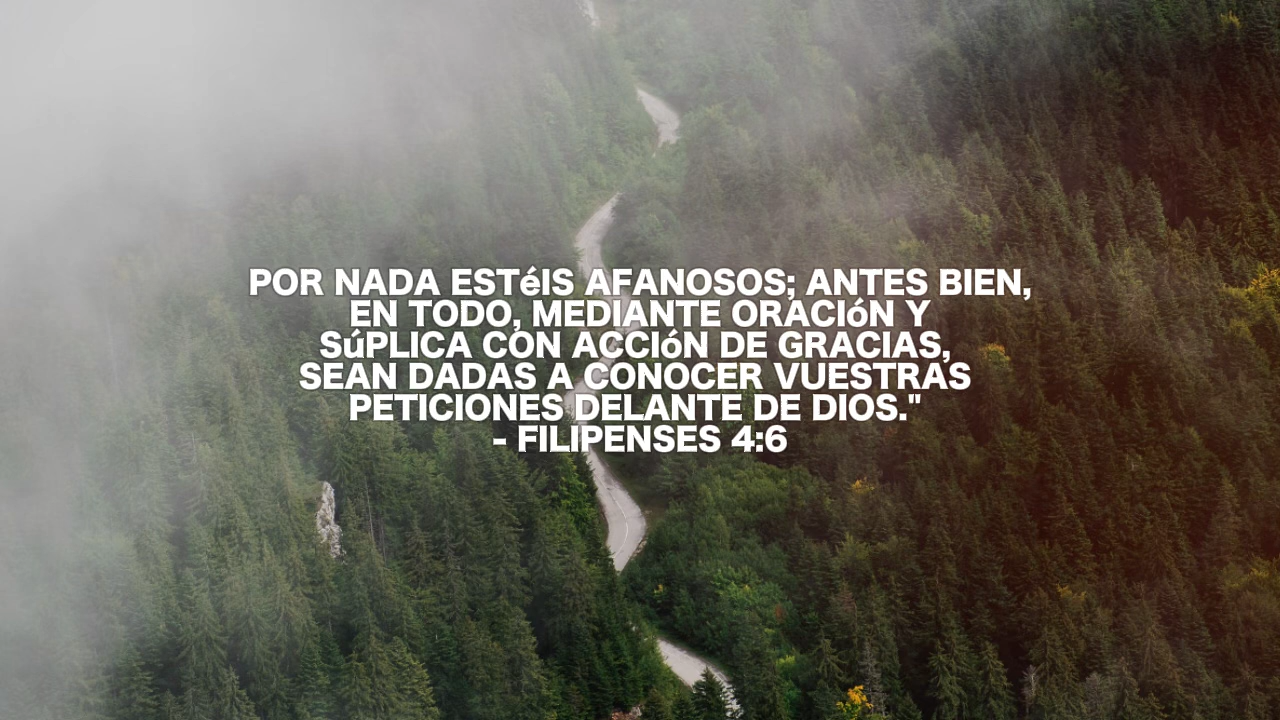 POR NADA ESTéIS AFANOSOS; ANTES BIEN,
EN TODO, MEDIANTE ORACIóN Y
SúPLICA CON ACCIóN DE GRACIAS,
SEAN DADAS A CONOCER VUESTRAS
PETICIONES DELANTE DE DIOS."
- FILIPENSES 4:6